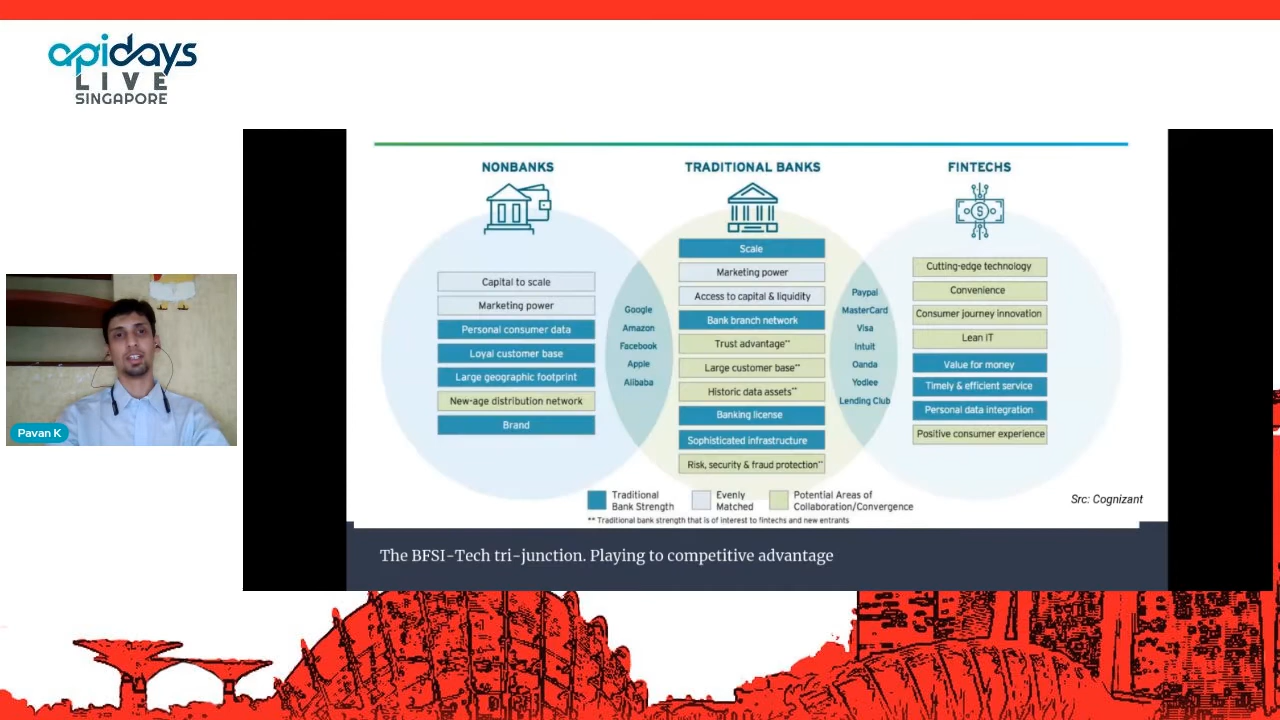 apidays
LIVE
SINGAPORE
NONBANKS
Capital to scale
Marketing power
Personal consumer data
Loyal customer base
Large geographic footprint
New-age distribution network
Brand
Google
Amazon
Facebook
Apple
Alibaba
TRADITIONAL BANKS
Scale
Marketing power
Access to capital & liquidity
Bank branch network
Trust advantage**
Large customer base**
Historic data assets**
Banking license
Sophisticated infrastructure
Risk, security & fraud protection**
Paypal
MasterCard
Visa
Intuit
Oanda
Yodlee
Lending Club
FINTECHS
$
Cutting-edge technology
Convenience
Consumer journey innovation
Lean IT
Value for money
Timely & efficient service
Personal data integration
Positive consumer experience
Traditional
Bank Strength
Evenly
Matched
Potential Areas of
Collaboration/Convergence
** Traditional bank strength that is of interest to fintechs and new entrants
Src: Cognizant
The BFSI-Tech tri-junction. Playing to competitive advantage
Pavan K